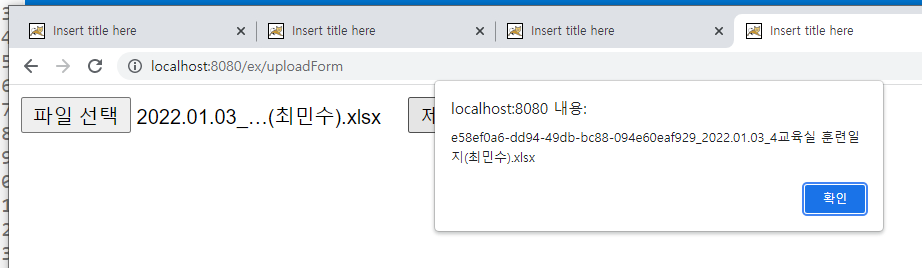 Insert title here
Insert title here
Insert title here
Insert title here
localhost:8080/ex/uploadForm
파일 선택 2022.01.03_...(최민수).xlsx
localhost:8080 내용:
e58ef0a6-dd94-49db-bc88-094e60eaf929_2022.01.03_4교육실 훈련일
지(최민수).xlsx
확인